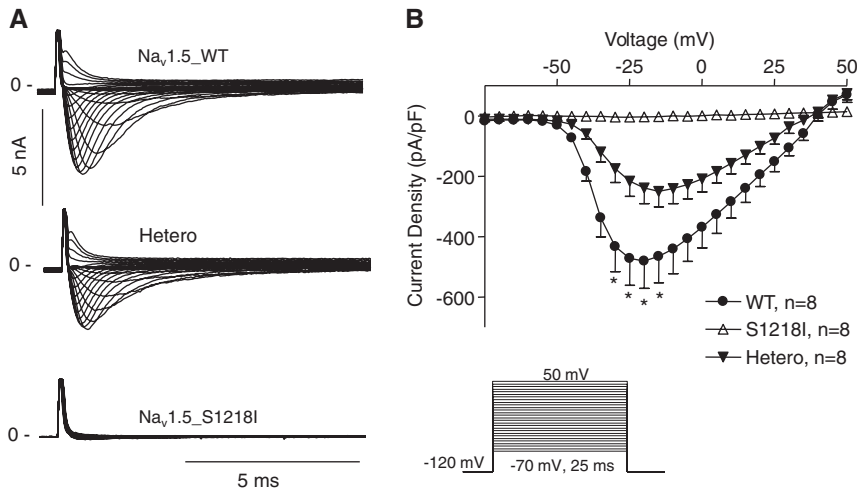 A
Naᵥ1.5_WT
0 -
5 nA
Hetero
0 -
Naᵥ1.5_S1218I
0 -
5 ms
B
Voltage (mV)
-50 -25 0 25 50
0
-200
-400
-600
Current Density (pA/pF)
* * * *
WT, n=8
S1218I, n=8
Hetero, n=8
50 mV
-120 mV
-70 mV, 25 ms